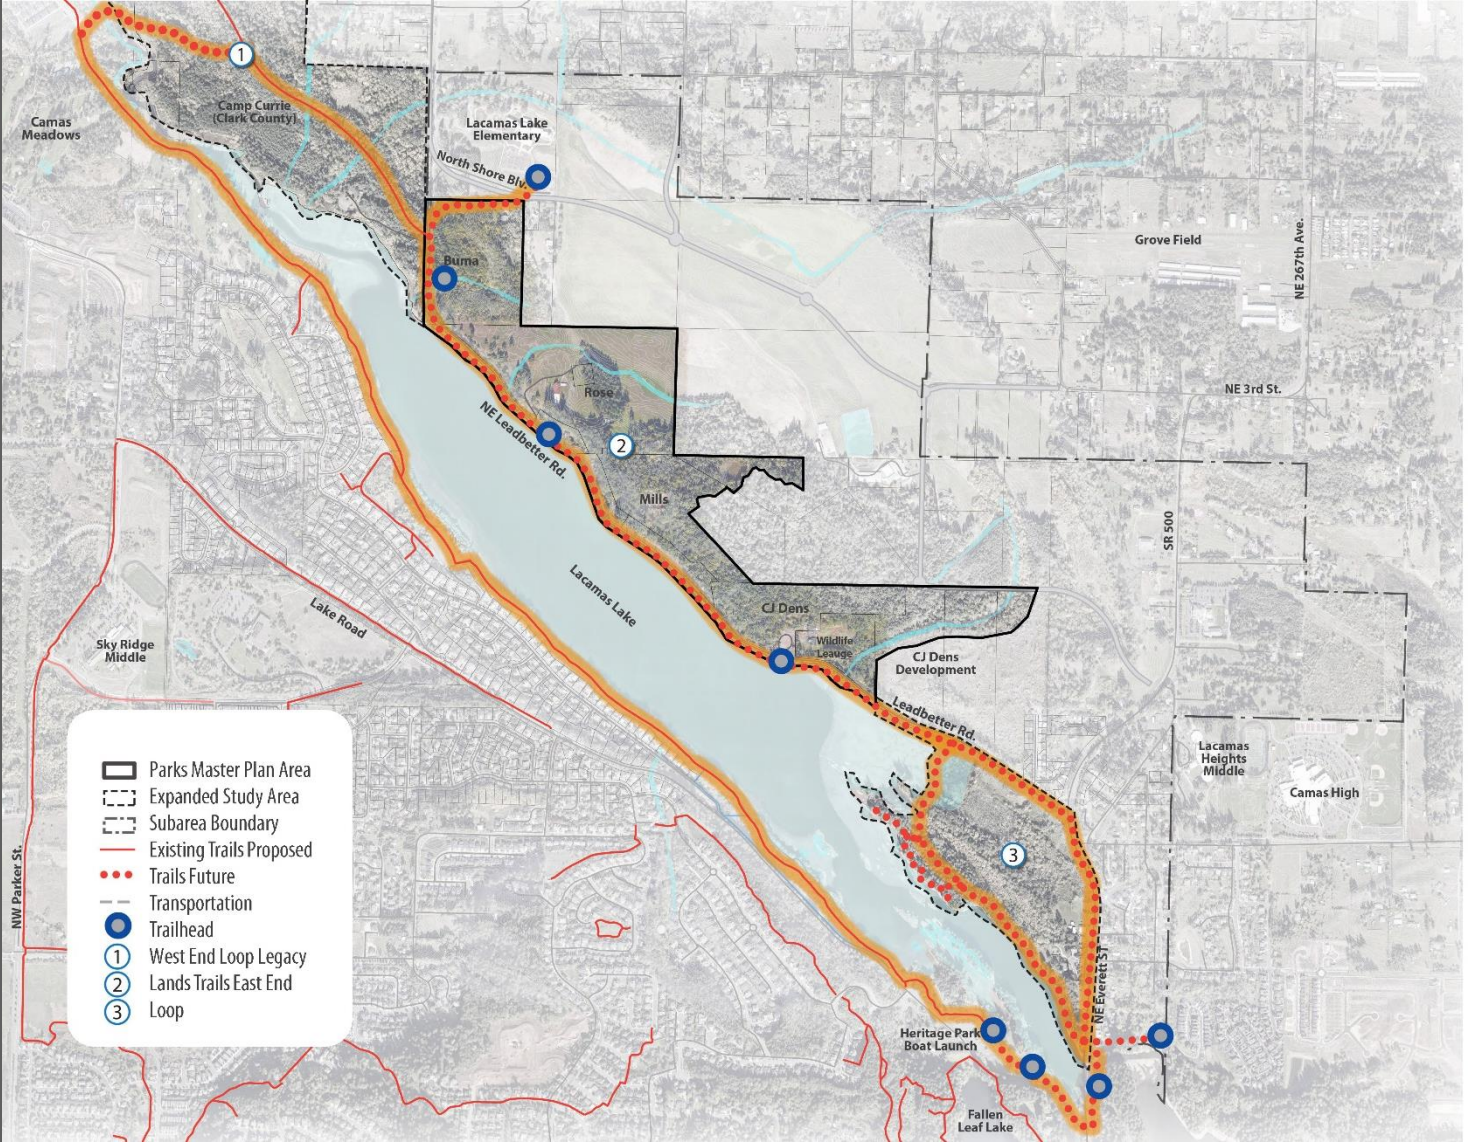 1
Camp Currie
(Clark County)
Camas
Meadows
Lacamas Lake
Elementary
North Shore Blv.
Grove Field
NE 267th Ave.
Buma
NE 3rd St.
Rose
NE Leadbetter Rd.
2
Mills
SR 500
Lacamas Lake
Lake Road
CJ Dens
Wildlife
Leauge
Sky Ridge
Middle
CJ Dens
Development
Leadbetter Rd.
Lacamas
Heights
Middle
Camas High
3
NW Parker St.
NE Everett ST
Heritage Park
Boat Launch
Fallen
Leaf Lake
Parks Master Plan Area
Expanded Study Area
Subarea Boundary
Existing Trails Proposed
Trails Future
Transportation
Trailhead
1 West End Loop Legacy
2 Lands Trails East End
3 Loop